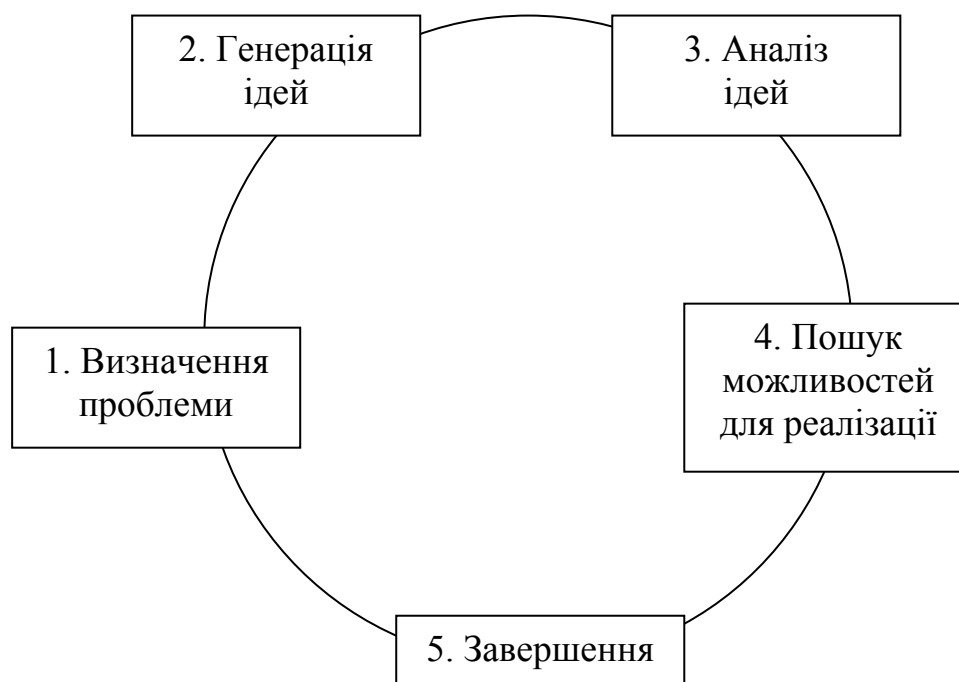 2. Генерація
ідей
3. Аналіз
ідей
1. Визначення
проблеми
4. Пошук
можливостей
для реалізації
5. Завершення